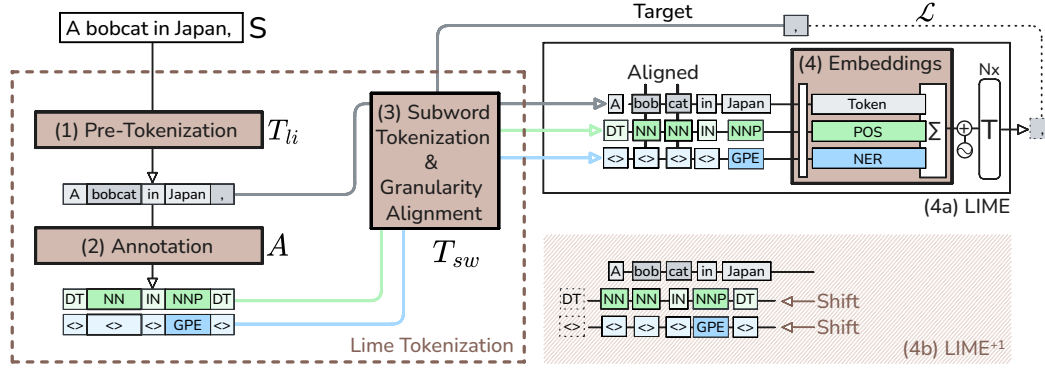 A bobcat in Japan, S
(1) Pre-Tokenization T_li
A bobcat in Japan ,
(2) Annotation A
DT NN IN NNP DT
<> <> <> GPE <>
Lime Tokenization
(3) Subword
Tokenization
&
Granularity
Alignment
T_sw
Target , ℒ
Aligned
A bob cat in Japan
DT NN NN IN NNP
<> <> <> <> GPE
(4) Embeddings
Token
POS
NER
Σ
+
Nx
T
(4a) LIME
A bob cat in Japan
DT NN NN IN NNP DT Shift
<> <> <> <> GPE <> Shift
(4b) LIME+1